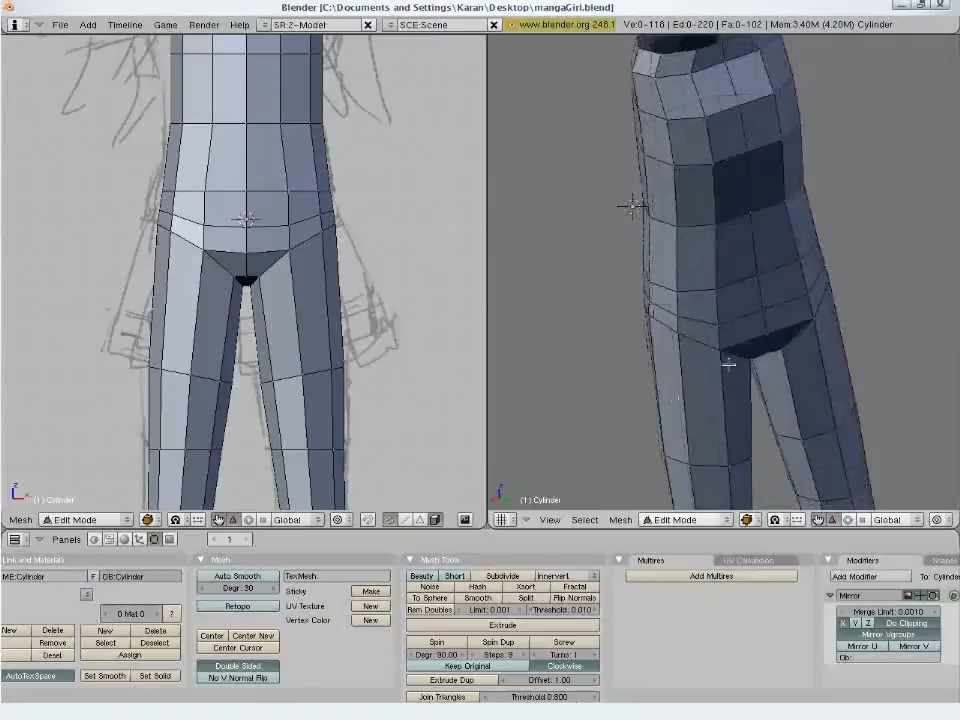 Blender [C:\Documents and Settings\Karan\Desktop\mangaGirl.blend]
File Add Timeline Game Render Help SR:2-Model SCE:Scene www.blender.org 248.1 Ve:0-118 | Ed:0-220 | Fa:0-102 | Mem:3.40M (4.20M) Cylinder
(1) Cylinder
(1) Cylinder
Mesh Edit Mode Global
View Select Mesh Edit Mode Global
Panels 1
Link and Materials Mesh Mesh Tools Multires UV Calculation Modifiers Shapes
ME:Cylinder F OB:Cylinder Auto Smooth TexMesh: Beauty Short Subdivide Innervert Add Multires Add Modifier To: Cylinder
Degr: 30 Sticky Make Noise Hash Xsort Fractal
Retopo UV Texture New To Sphere Smooth Split Flip Normals Mirror
0 Mat 0 ? Vertex Color New Rem Doubles Limit: 0.001 Threshold: 0.010 Merge Limit: 0.0010
New Delete New Delete Center Center New Extrude X Y Z Do Clipping
Remove Select Deselect Center Cursor Spin Spin Dup Screw Mirror Vgroups
Desel Assign Degr: 90.00 Steps: 9 Turns: 1 Mirror U Mirror V
AutoTexSpace Set Smooth Set Solid Double Sided Keep Original Clockwise Ob:
No V.Normal Flip Extrude Dup Offset: 1.00
Join Triangles Threshold 0.800